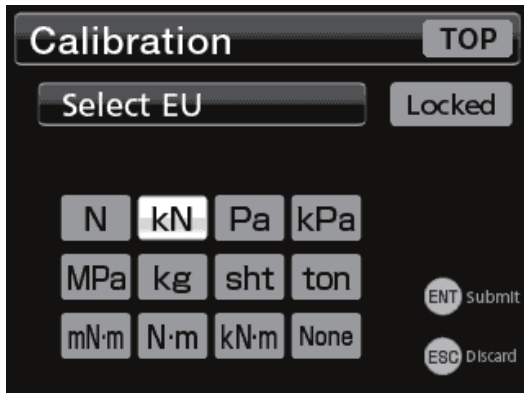 Calibration TOP
Select EU Locked
N kN Pa kPa
MPa kg sht ton
ENT Submit
mN·m N·m kN·m None
ESC Discard